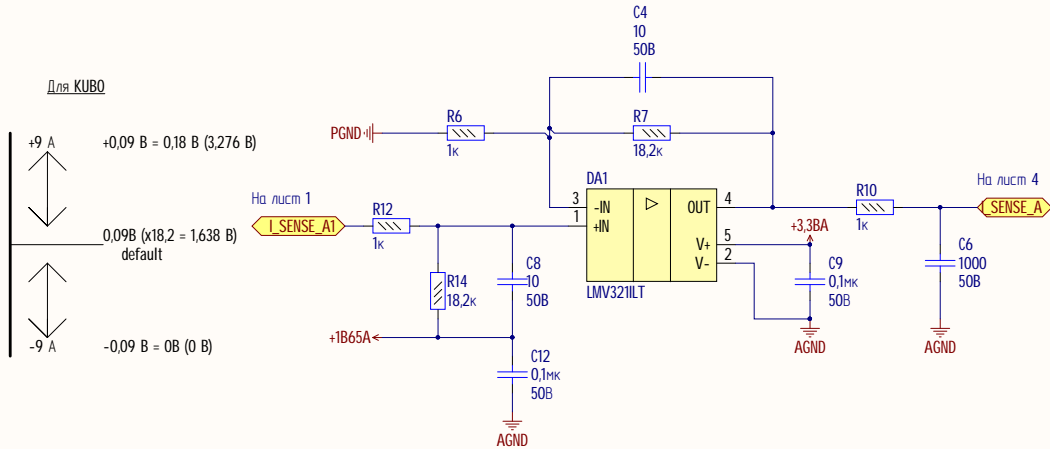 Для KUBO
+9 А
+0,09 В = 0,18 В (3,276 В)
0,09В (x18,2 = 1,638 В)
default
-9 А
-0,09 В = 0В (0 В)
C4
10
50В
PGND
R6
1к
R7
18,2к
На лист 1
I_SENSE_A1
R12
1к
R14
18,2к
C8
10
50В
+1В65А
C12
0,1мк
50В
AGND
DA1
3
-IN
1
+IN
OUT
4
V+
5
V-
2
LMV321ILT
+3,3ВА
C9
0,1мк
50В
AGND
R10
1к
На лист 4
I_SENSE_A
C6
1000
50В
AGND